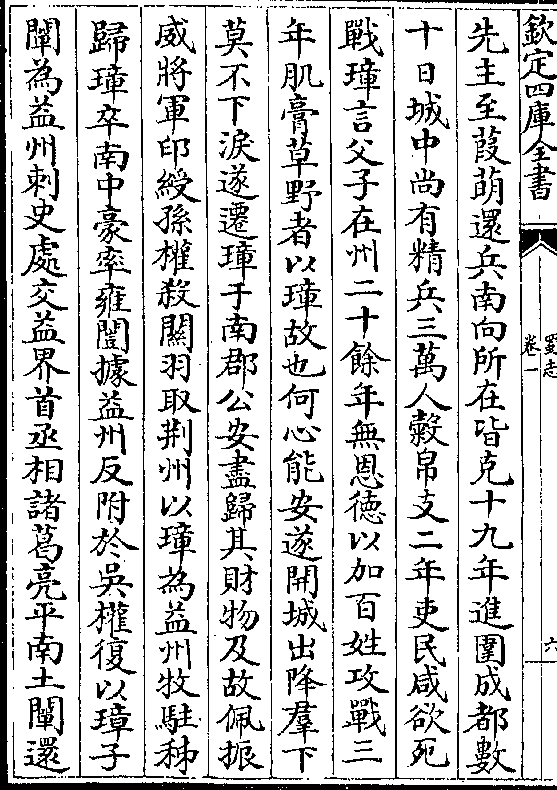 欽定四庫全書
蜀志
卷一
六
先主至葭萌還兵南向所在皆克十九年進圍成都數
十日城中尚有精兵三萬人穀帛支二年吏民咸欲死
戰璋言父子在州二十餘年無恩徳以加百姓攻戰三
年肌膏草野者以璋故也何心能安遂開城出降羣下
莫不下淚遂遷璋于南郡公安盡歸其財物及故佩振
威將軍印綬孫權殺關羽取荆州以璋為益州牧駐秭
歸璋卒南中豪率雍闓據益州反附於吳權復以璋子
闡為益州刺史處交益界首丞相諸葛亮平南土闡還